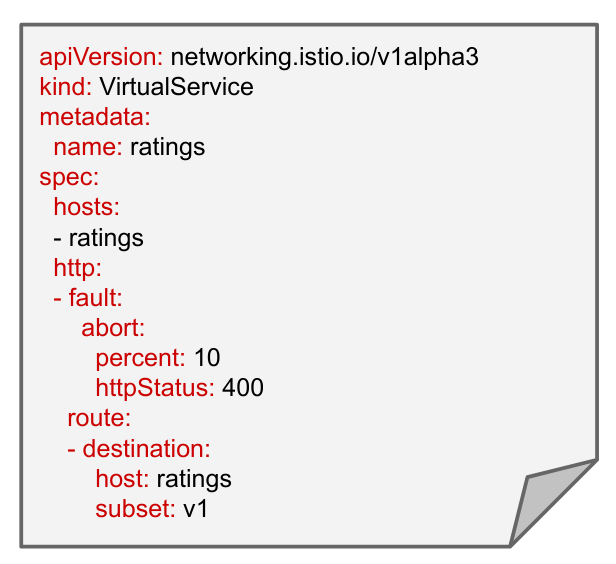 apiVersion: networking.istio.io/v1alpha3
kind: VirtualService
metadata:
  name: ratings
spec:
  hosts:
  - ratings
  http:
  - fault:
      abort:
        percent: 10
        httpStatus: 400
    route:
    - destination:
        host: ratings
        subset: v1